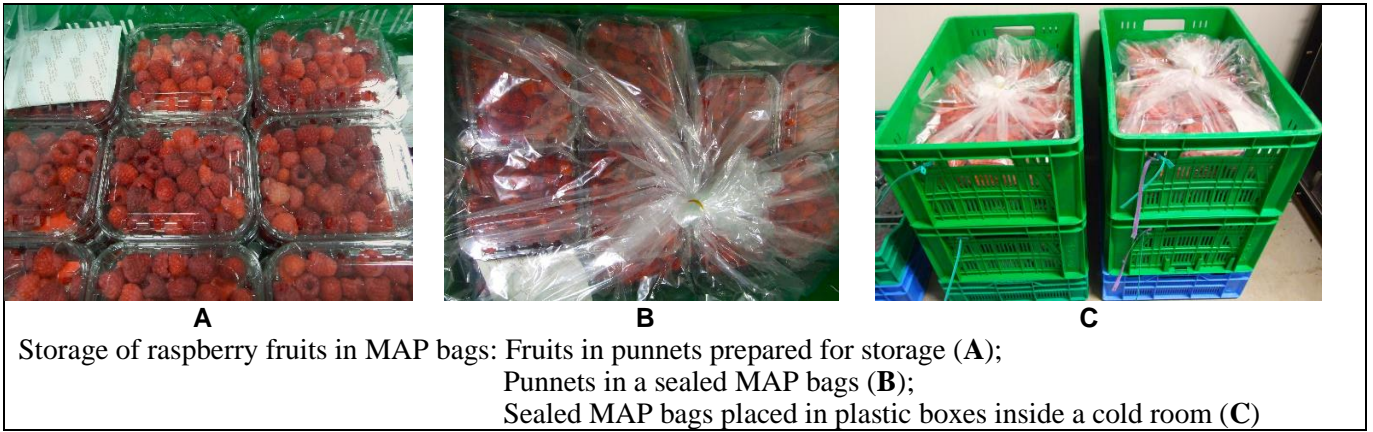 A
B
C
Storage of raspberry fruits in MAP bags: Fruits in punnets prepared for storage (A);
Punnets in a sealed MAP bags (B);
Sealed MAP bags placed in plastic boxes inside a cold room (C)